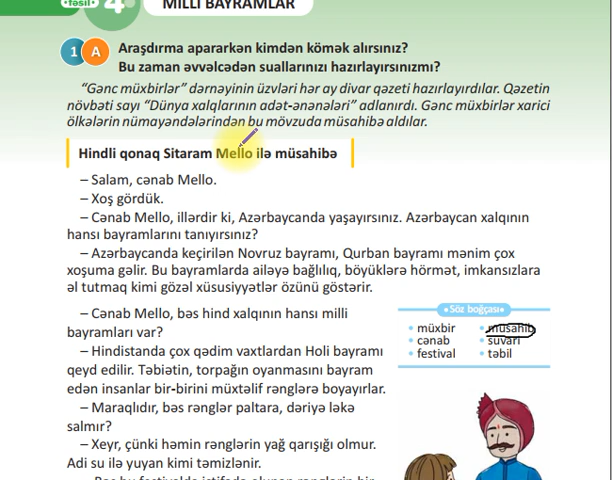 fəsil 4
MİLLİ BAYRAMLAR
1 A Araşdırma apararkən kimdən kömək alırsınız?
Bu zaman əvvəlcədən suallarınızı hazırlayırsınızmı?
“Gənc müxbirlər” dərnəyinin üzvləri hər ay divar qəzeti hazırlayırdılar. Qəzetin
növbəti sayı “Dünya xalqlarının adət-ənənələri” adlanırdı. Gənc müxbirlər xarici
ölkələrin nümayəndələrindən bu mövzuda müsahibə aldılar.
Hindli qonaq Sitaram Mello ilə müsahibə
– Salam, cənab Mello.
– Xoş gördük.
– Cənab Mello, illərdir ki, Azərbaycanda yaşayırsınız. Azərbaycan xalqının
hansı bayramlarını tanıyırsınız?
– Azərbaycanda keçirilən Novruz bayramı, Qurban bayramı mənim çox
xoşuma gəlir. Bu bayramlarda ailəyə bağlılıq, böyüklərə hörmət, imkansızlara
əl tutmaq kimi gözəl xüsusiyyətlər özünü göstərir.
– Cənab Mello, bəs hind xalqının hansı milli
bayramları var?
– Hindistanda çox qədim vaxtlardan Holi bayramı
qeyd edilir. Təbiətin, torpağın oyanmasını bayram
edən insanlar bir-birini müxtəlif rənglərə boyayırlar.
– Maraqlıdır, bəs rənglər paltara, dəriyə ləkə
salmır?
– Xeyr, çünki həmin rənglərin yağ qarışığı olmur.
Adi su ilə yuyan kimi təmizlənir.
• Söz boğçası •
• müxbir • müsahib
• cənab • süvari
• festival • təbil